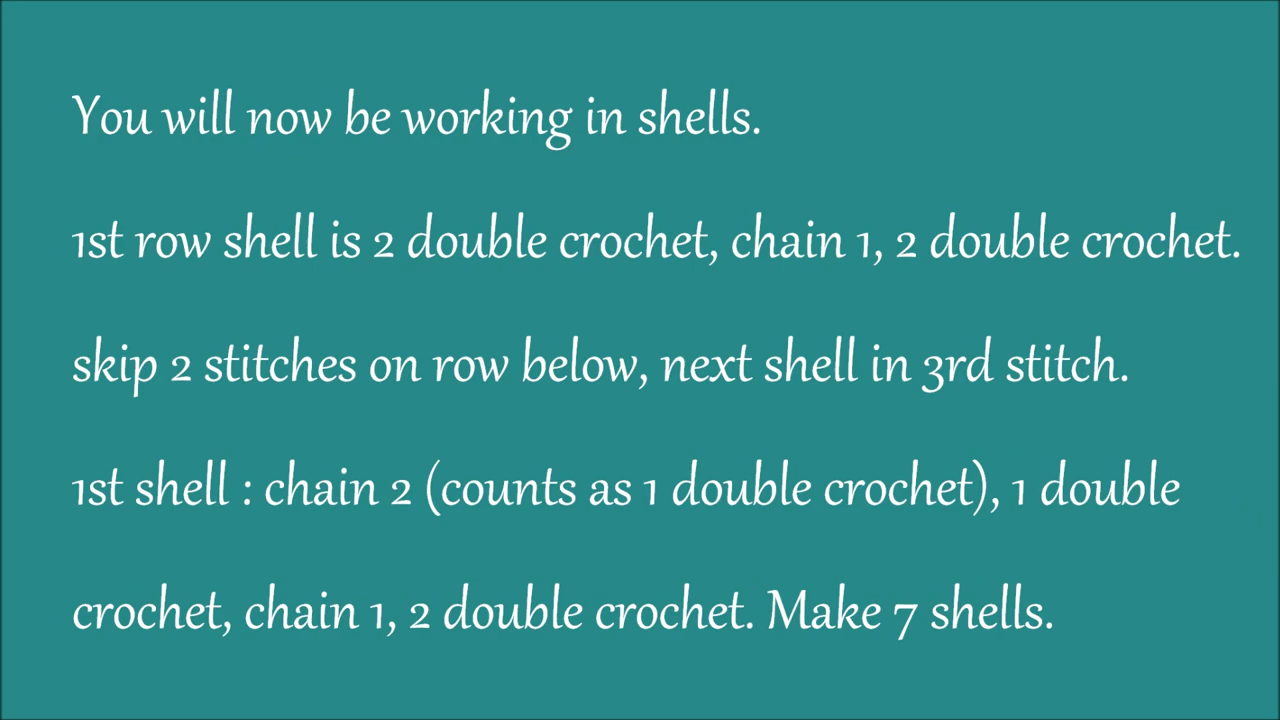 You will now be working in shells.
1st row shell is 2 double crochet, chain 1, 2 double crochet.
skip 2 stitches on row below, next shell in 3rd stitch.
1st shell : chain 2 (counts as 1 double crochet), 1 double
crochet, chain 1, 2 double crochet. Make 7 shells.